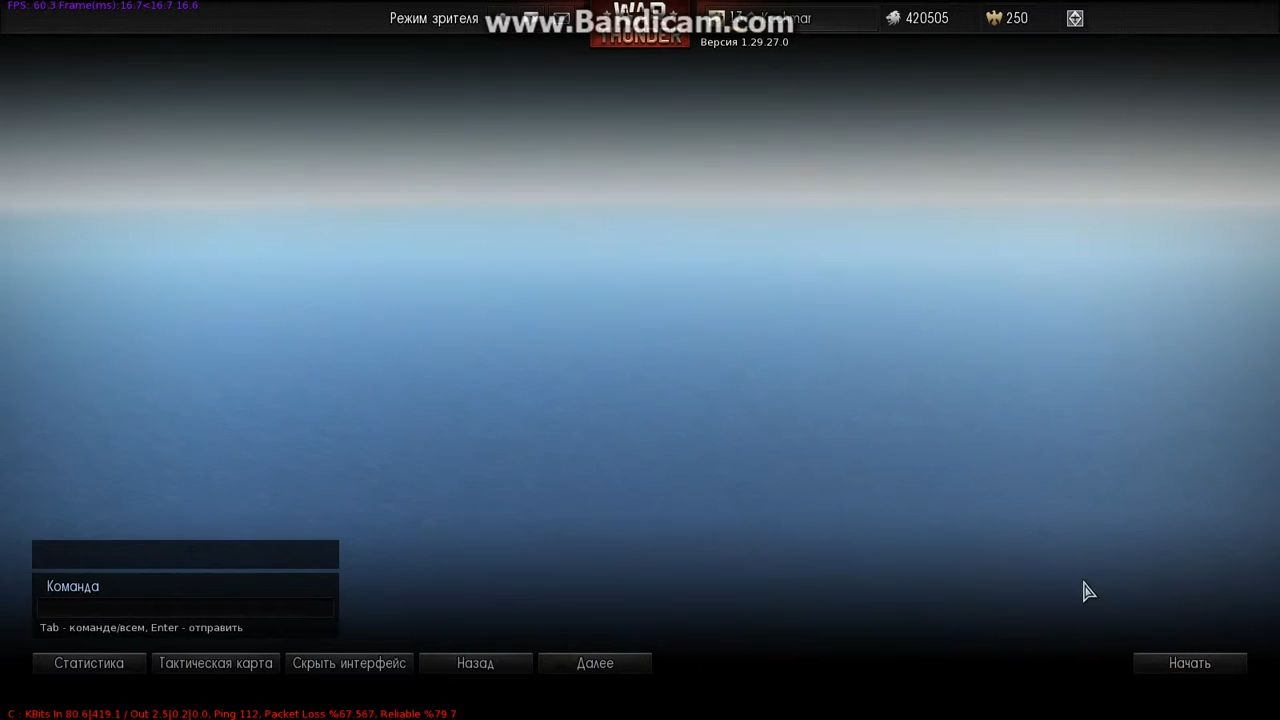 FPS: 60.3 Frame(ms):16.7<16.7 16.6
Режим зрителя
www.Bandicam.com
WAR THUNDER
17
420505
250
Версия 1.29.27.0
Команда
Tab - команде/всем, Enter - отправить
Статистика
Тактическая карта
Скрыть интерфейс
Назад
Далее
Начать
C : KBits In 80.6|419.1 / Out 2.5|0.2|0.0, Ping 112, Packet Loss %67.567, Reliable %79.7